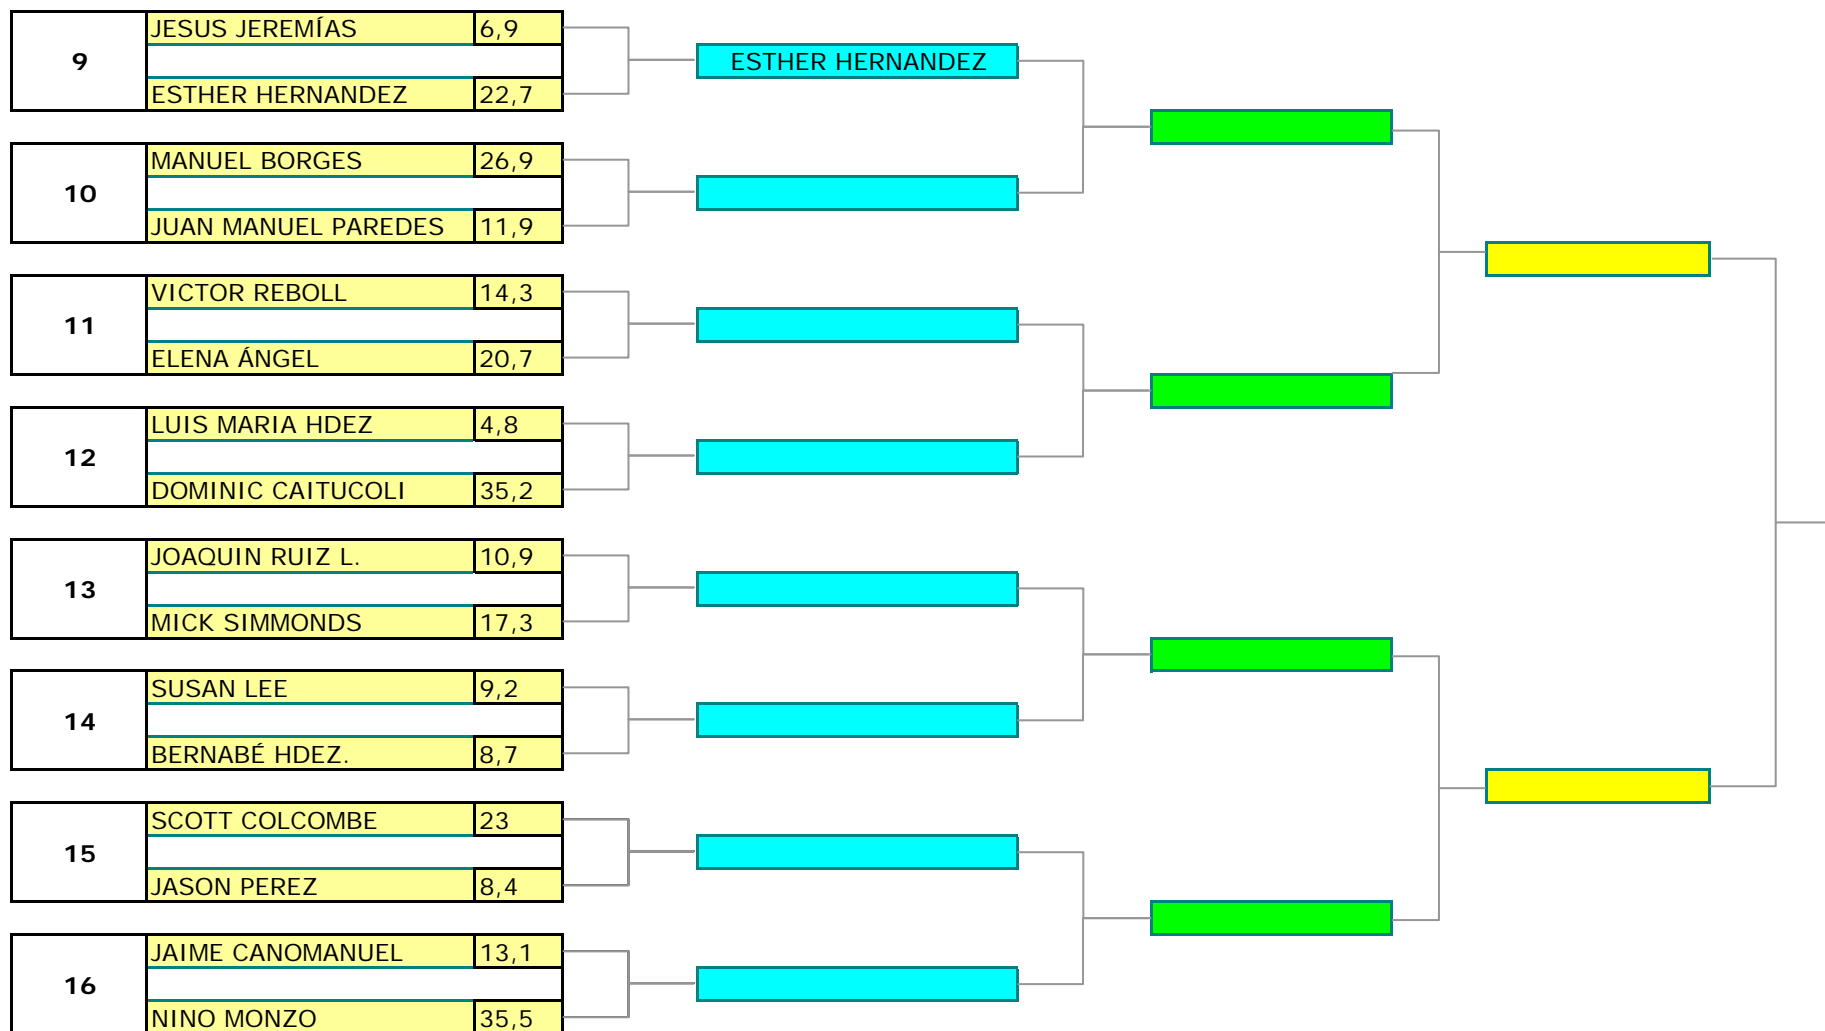 JESUS JEREMÍAS 6,9
9
ESTHER HERNANDEZ
ESTHER HERNANDEZ 22,7
MANUEL BORGES 26,9
10
JUAN MANUEL PAREDES 11,9
VICTOR REBOLL 14,3
11
ELENA ÁNGEL 20,7
LUIS MARIA HDEZ 4,8
12
DOMINIC CAITUCOLI 35,2
JOAQUIN RUIZ L. 10,9
13
MICK SIMMONDS 17,3
SUSAN LEE 9,2
14
BERNABÉ HDEZ. 8,7
SCOTT COLCOMBE 23
15
JASON PEREZ 8,4
JAIME CANOMANUEL 13,1
16
NINO MONZO 35,5